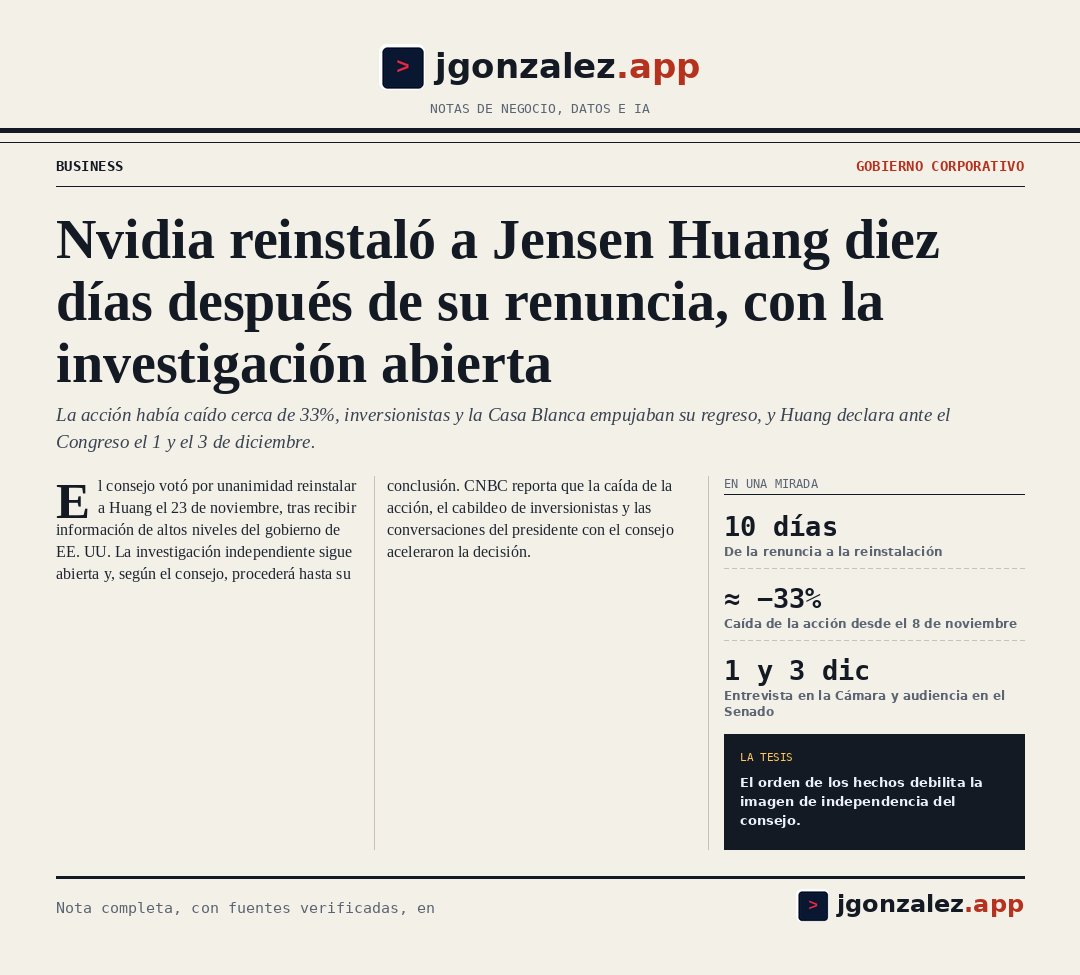 > jgonzalez.app
NOTAS DE NEGOCIO, DATOS E IA
BUSINESS
GOBIERNO CORPORATIVO
Nvidia reinstaló a Jensen Huang diez
días después de su renuncia, con la
investigación abierta
La acción había caído cerca de 33%, inversionistas y la Casa Blanca empujaban su regreso, y Huang declara ante el
Congreso el 1 y el 3 de diciembre.
El consejo votó por unanimidad reinstalar
a Huang el 23 de noviembre, tras recibir
información de altos niveles del gobierno de
EE. UU. La investigación independiente sigue
abierta y, según el consejo, procederá hasta su
conclusión. CNBC reporta que la caída de la
acción, el cabildeo de inversionistas y las
conversaciones del presidente con el consejo
aceleraron la decisión.
EN UNA MIRADA
10 días
De la renuncia a la reinstalación
≈ −33%
Caída de la acción desde el 8 de noviembre
1 y 3 dic
Entrevista en la Cámara y audiencia en el
Senado
LA TESIS
El orden de los hechos debilita la
imagen de independencia del
consejo.
Nota completa, con fuentes verificadas, en
> jgonzalez.app